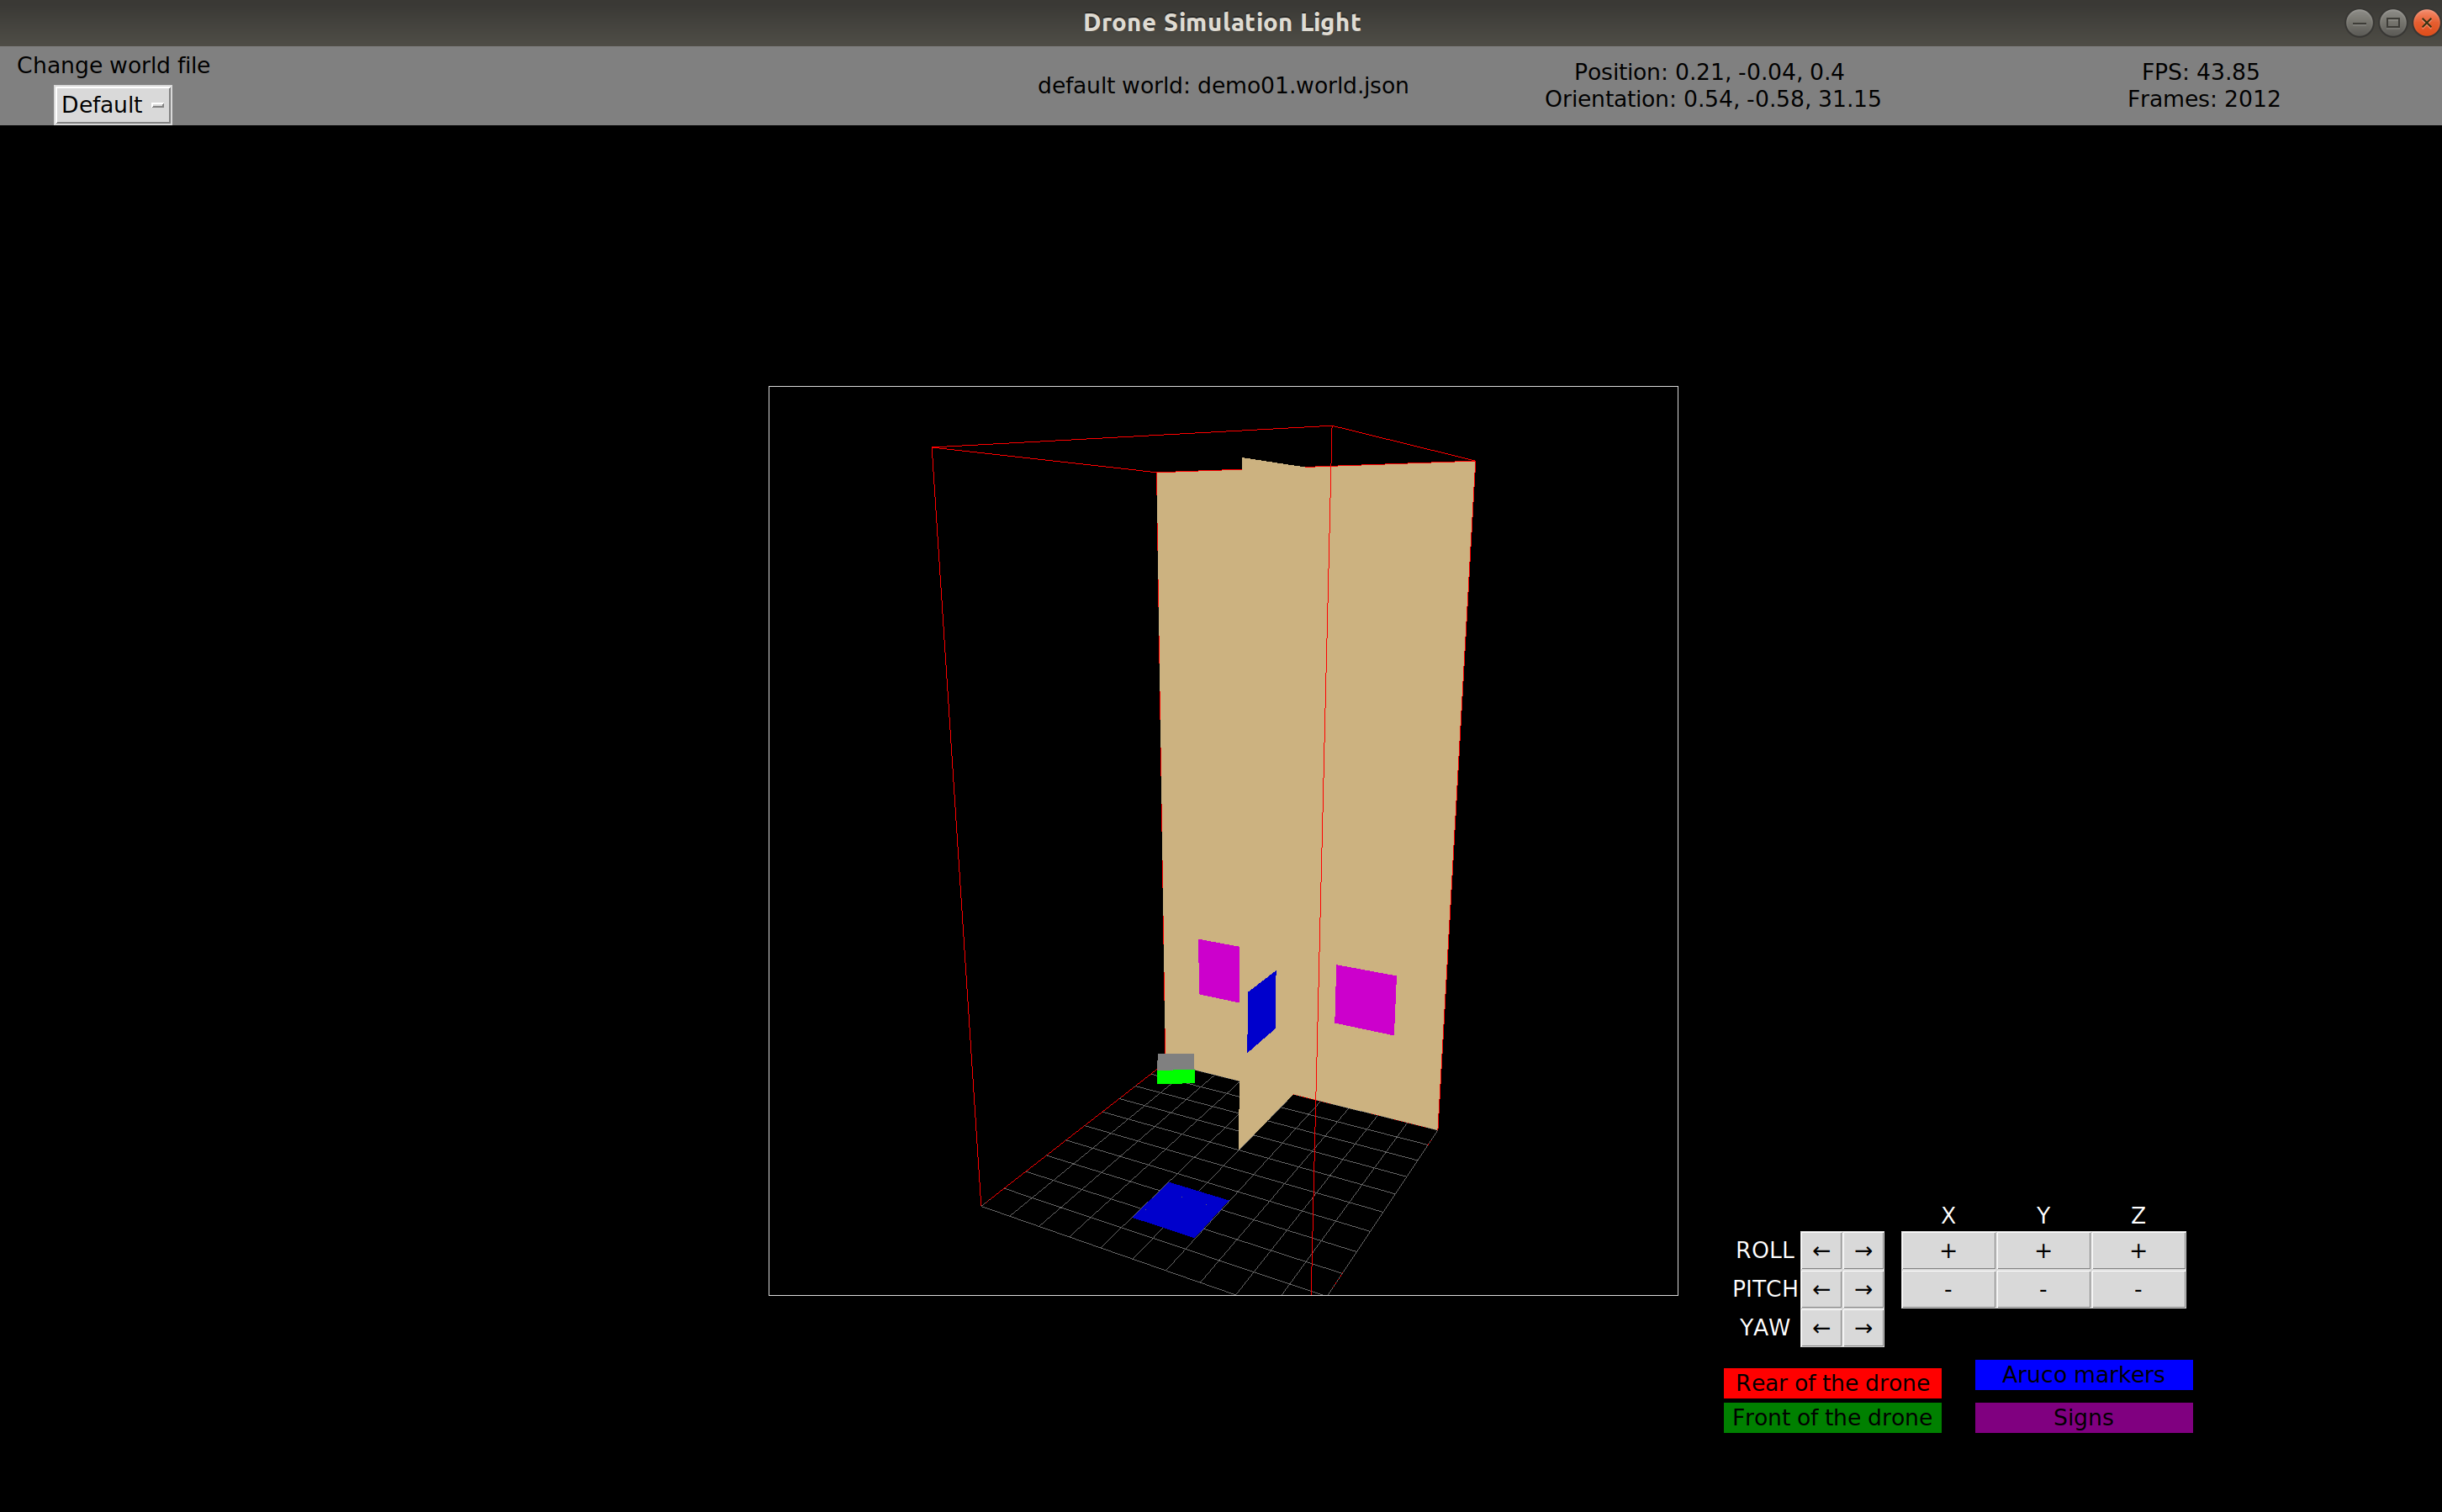 Drone Simulation Light
Change world file
Default
default world: demo01.world.json
Position: 0.21, -0.04, 0.4
Orientation: 0.54, -0.58, 31.15
FPS: 43.85
Frames: 2012
X Y Z
ROLL ← → + + +
PITCH ← → - - -
YAW ← →
Rear of the drone
Aruco markers
Front of the drone
Signs